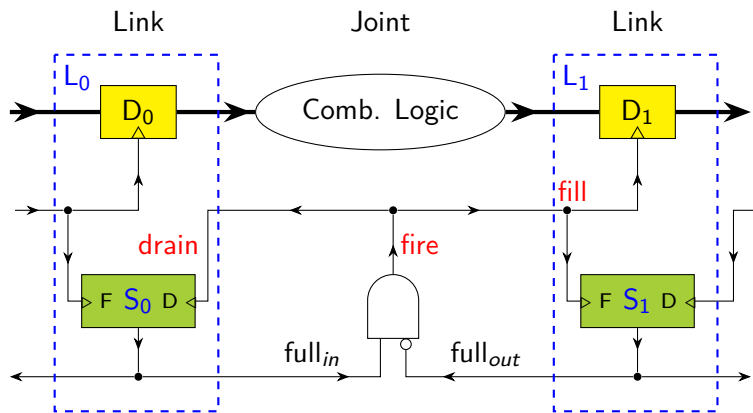 Link Joint Link
L₀ L₁
D₀ Comb. Logic D₁
fill
drain fire
F S₀ D F S₁ D
fullᵢₙ fullₒᵤₜ